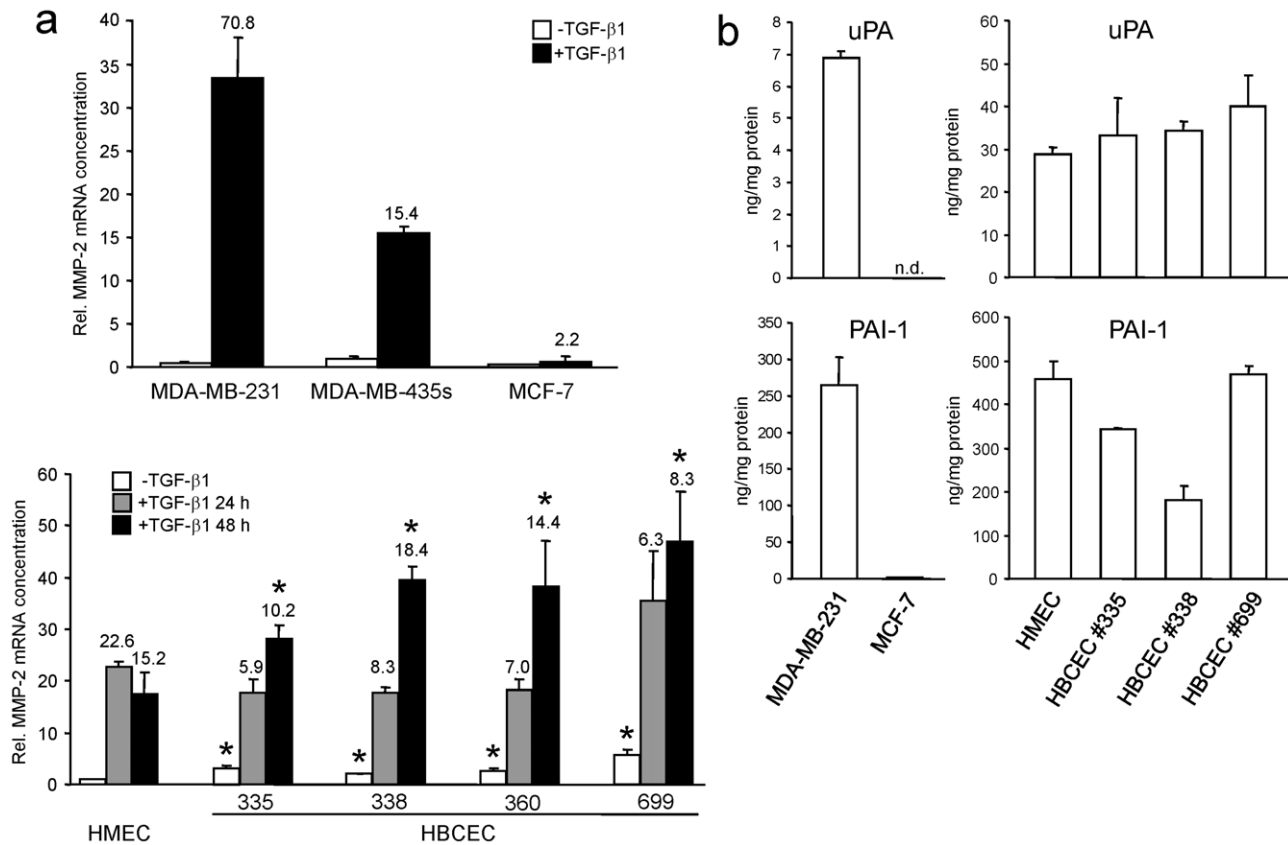 a
Rel. MMP-2 mRNA concentration
40
35
30
25
20
15
10
5
0
70.8
15.4
2.2
-TGF-β1
+TGF-β1
MDA-MB-231 MDA-MB-435s MCF-7
Rel. MMP-2 mRNA concentration
60
50
40
30
20
10
0
-TGF-β1
+TGF-β1 24 h
+TGF-β1 48 h
22.6
15.2
*
5.9
*
10.2
*
8.3
*
18.4
*
7.0
*
14.4
*
6.3
*
8.3
335 338 360 699
HMEC HBCEC
b
uPA
ng/mg protein
8
7
6
5
4
3
2
1
0
n.d.
uPA
ng/mg protein
60
50
40
30
20
10
0
PAI-1
ng/mg protein
350
300
250
200
150
100
50
0
MDA-MB-231
MCF-7
PAI-1
ng/mg protein
600
500
400
300
200
100
0
HMEC
HBCEC #335
HBCEC #338
HBCEC #699